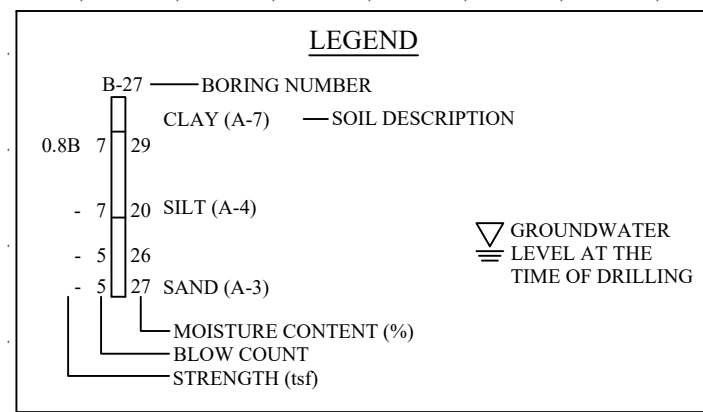 LEGEND
B-27 BORING NUMBER
CLAY (A-7) SOIL DESCRIPTION
0.8B 7 29
- 7 20 SILT (A-4)
GROUNDWATER
LEVEL AT THE
TIME OF DRILLING
- 5 26
- 5 27 SAND (A-3)
MOISTURE CONTENT (%)
BLOW COUNT
STRENGTH (tsf)